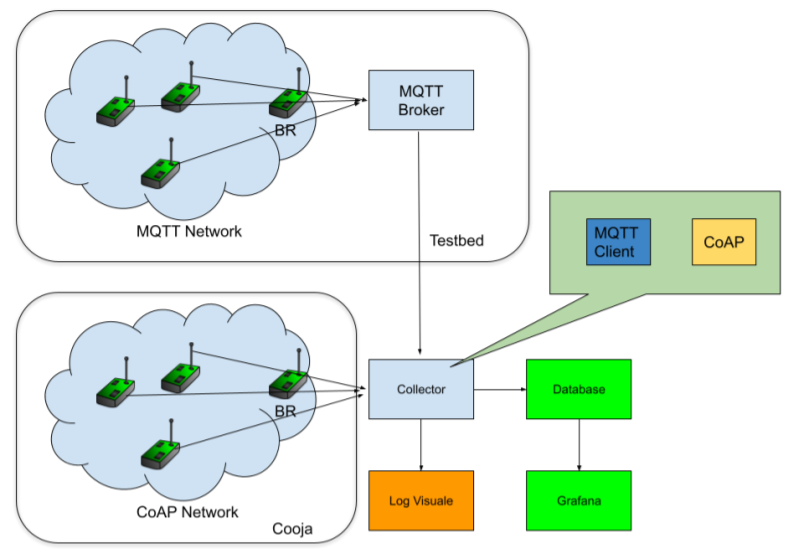 MQTT
Broker
BR
MQTT Network
Testbed
MQTT
Client
CoAP
Collector
Database
BR
CoAP Network
Cooja
Log Visuale
Grafana